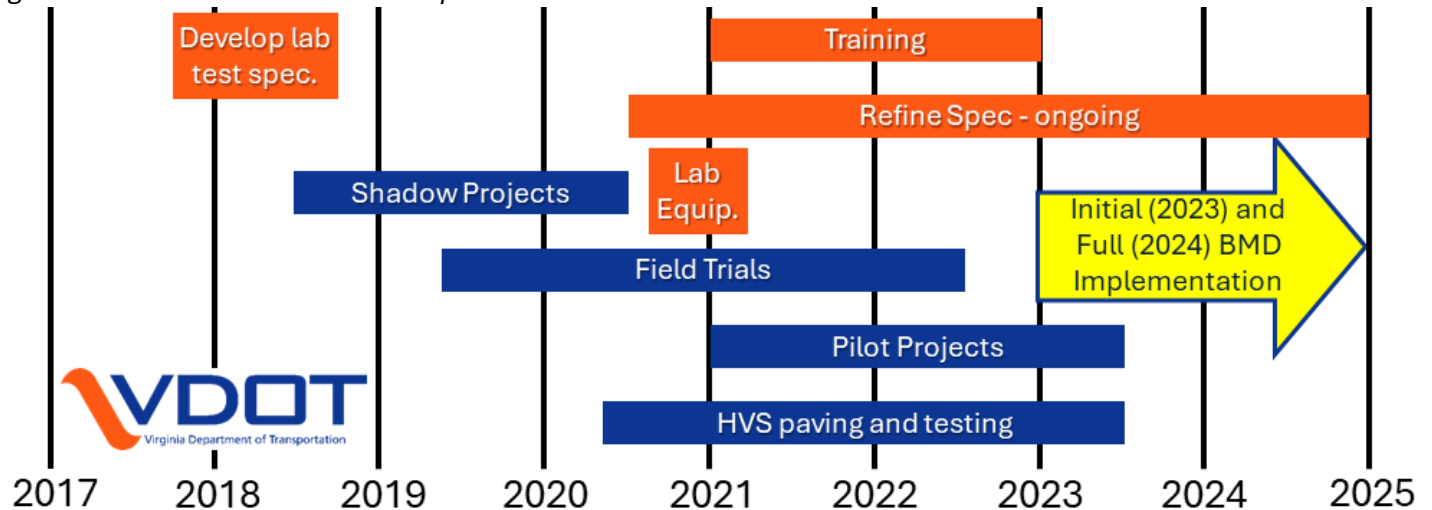 Develop lab
test spec.
Training
Refine Spec - ongoing
Lab
Equip.
Shadow Projects
Initial (2023) and
Full (2024) BMD
Implementation
Field Trials
Pilot Projects
HVS paving and testing
VDOT
Virginia Department of Transportation
2017 2018 2019 2020 2021 2022 2023 2024 2025